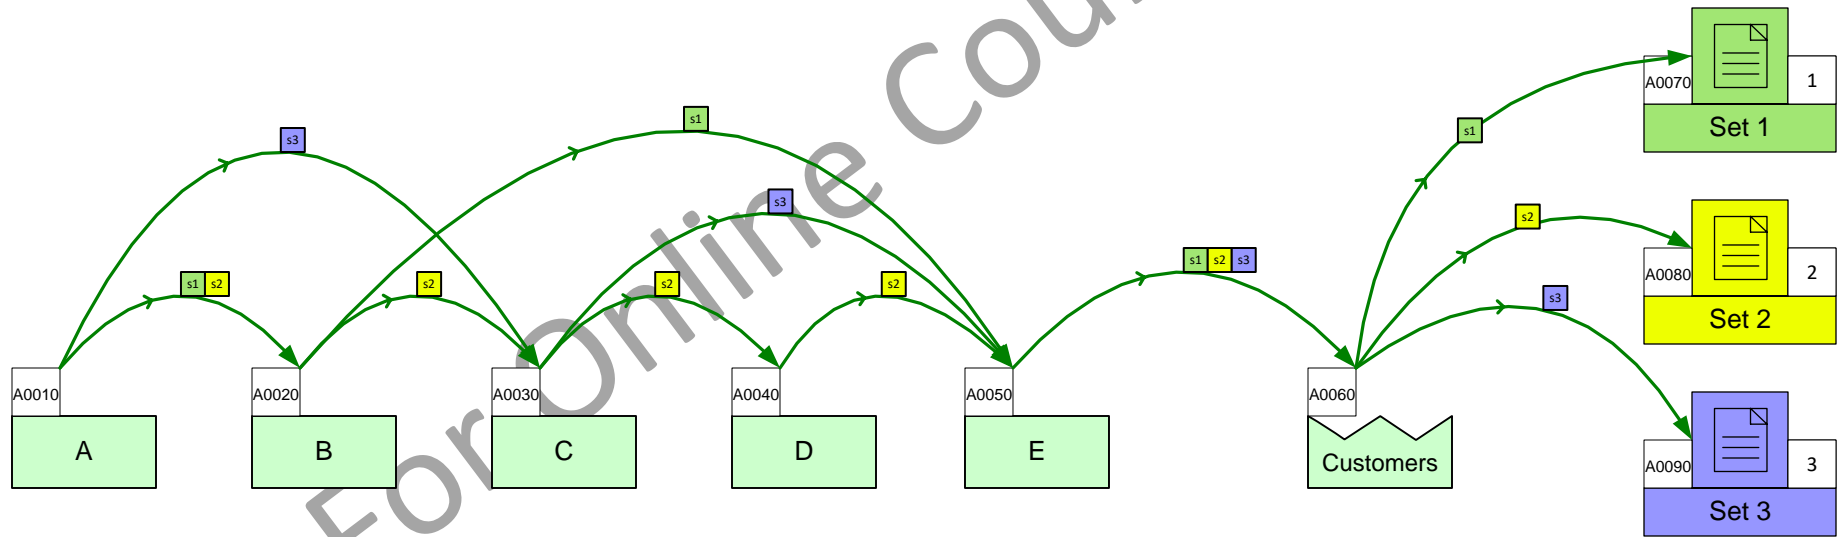 For Online Cou
s3
s1
s3
s1 s2
s2
s2
s2
s1 s2 s3
s1
s2
s3
A0010
A
A0020
B
A0030
C
A0040
D
A0050
E
A0060
Customers
A0070
1
Set 1
A0080
2
Set 2
A0090
3
Set 3